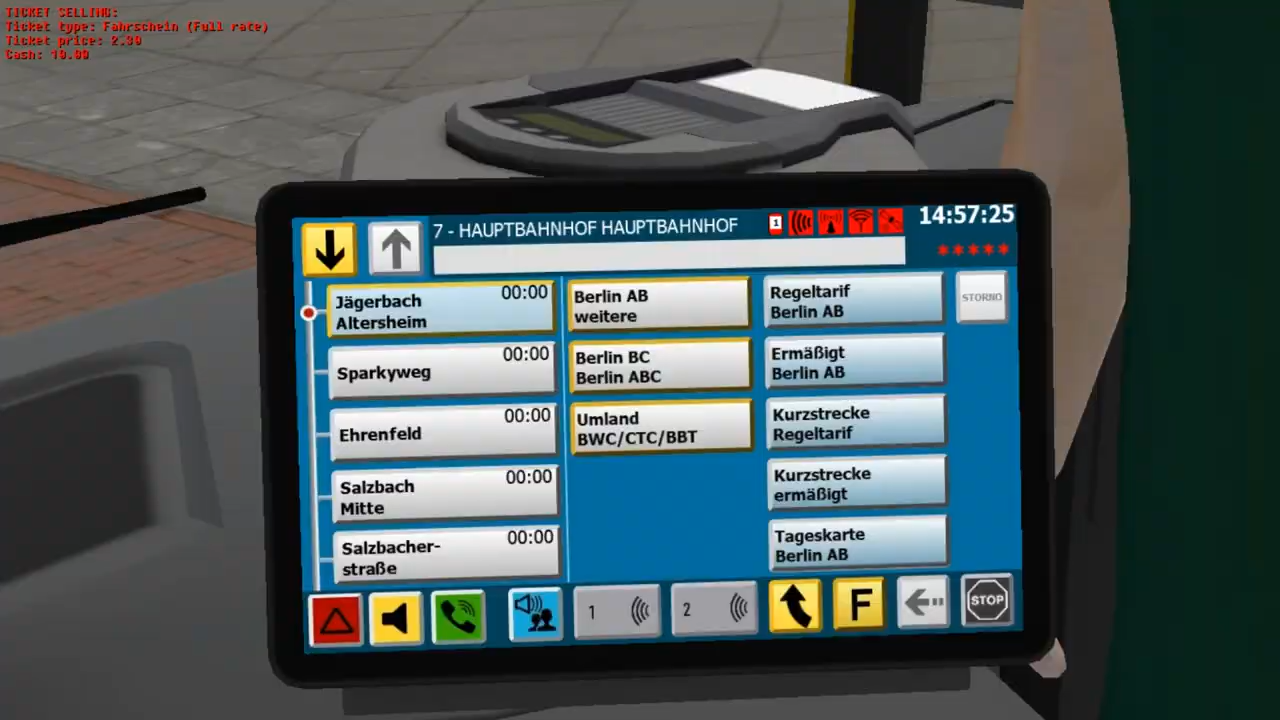 TICKET SELLING:
Ticket type: Fahrschein (Full rate)
Ticket price: 2.30
Cash: 10.00
7 - HAUPTBAHNHOF HAUPTBAHNHOF
1
14:57:25
*****
Jägerbach
Altersheim
00:00
Sparkyweg
00:00
Ehrenfeld
00:00
Salzbach
Mitte
00:00
Salzbacher-
straße
00:00
Berlin AB
weitere
Berlin BC
Berlin ABC
Umland
BWC/CTC/BBT
Regeltarif
Berlin AB
Ermäßigt
Berlin AB
Kurzstrecke
Regeltarif
Kurzstrecke
ermäßigt
Tageskarte
Berlin AB
STORNO
1
2
F
STOP